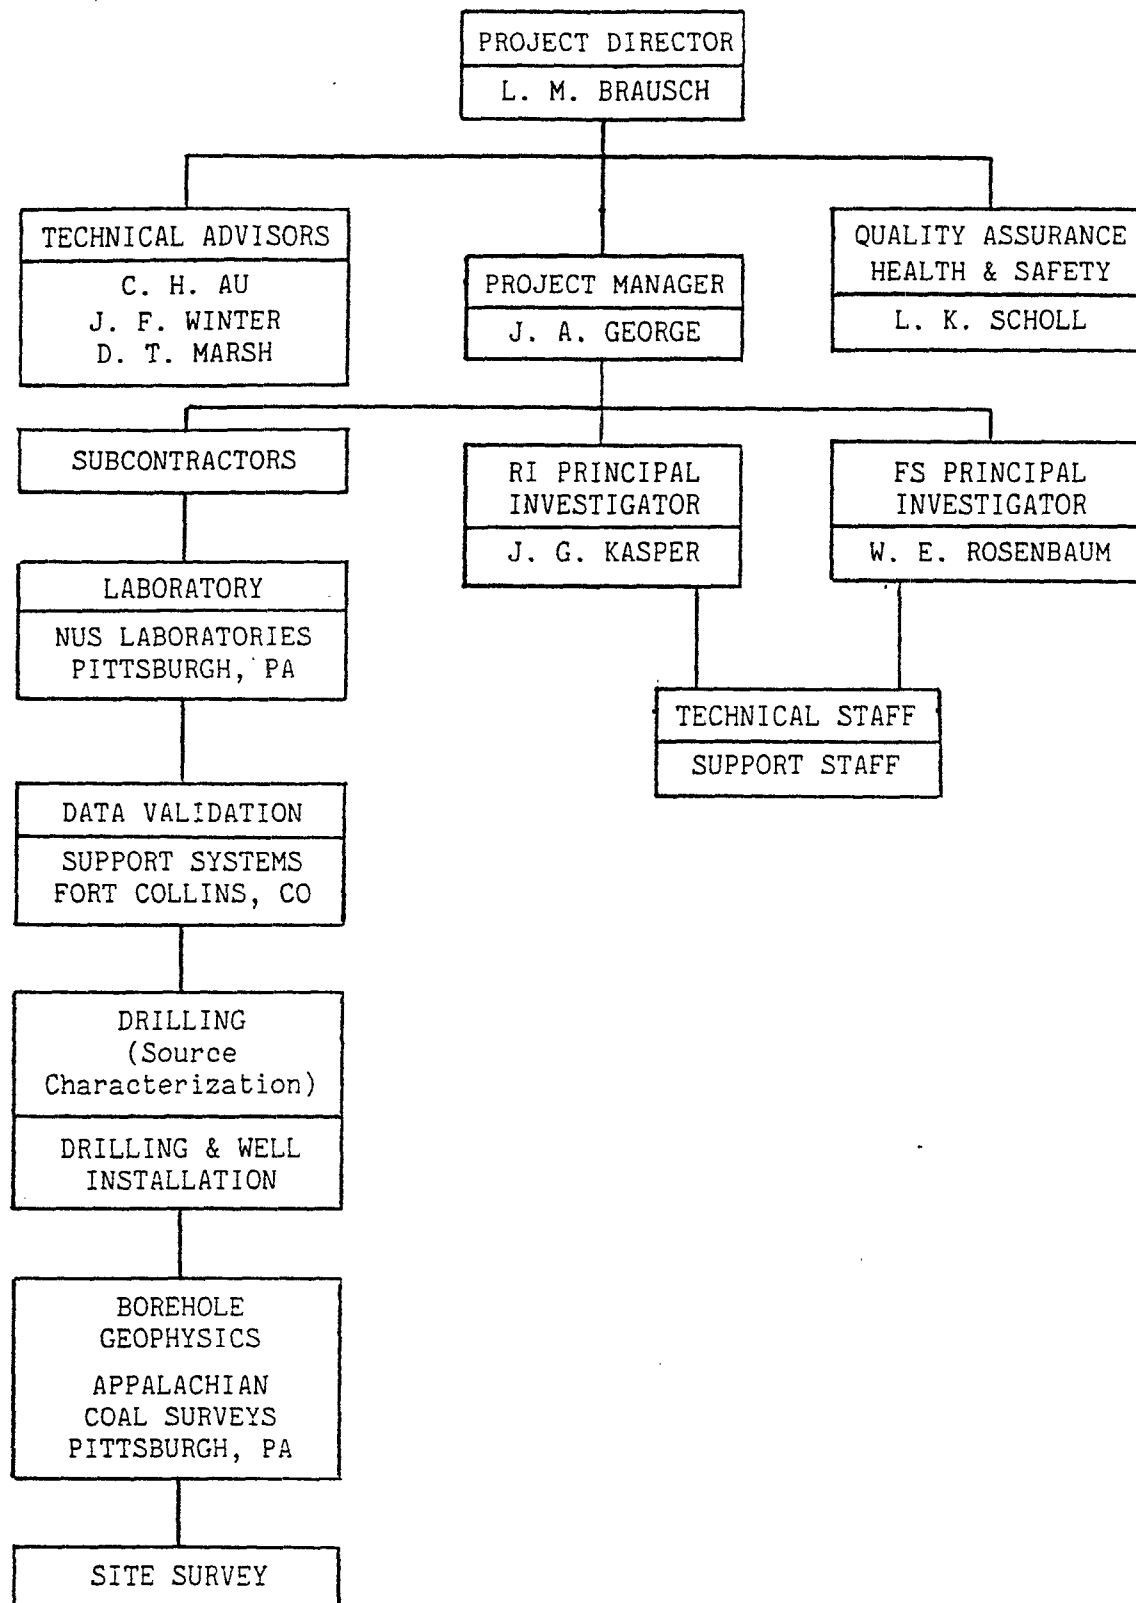 PROJECT DIRECTOR
L. M. BRAUSCH
TECHNICAL ADVISORS
C. H. AU
J. F. WINTER
D. T. MARSH
PROJECT MANAGER
J. A. GEORGE
QUALITY ASSURANCE
HEALTH & SAFETY
L. K. SCHOLL
SUBCONTRACTORS
RI PRINCIPAL
INVESTIGATOR
J. G. KASPER
FS PRINCIPAL
INVESTIGATOR
W. E. ROSENBAUM
LABORATORY
NUS LABORATORIES
PITTSBURGH, PA
TECHNICAL STAFF
SUPPORT STAFF
DATA VALIDATION
SUPPORT SYSTEMS
FORT COLLINS, CO
DRILLING
(Source
Characterization)
DRILLING & WELL
INSTALLATION
BOREHOLE
GEOPHYSICS
APPALACHIAN
COAL SURVEYS
PITTSBURGH, PA
SITE SURVEY